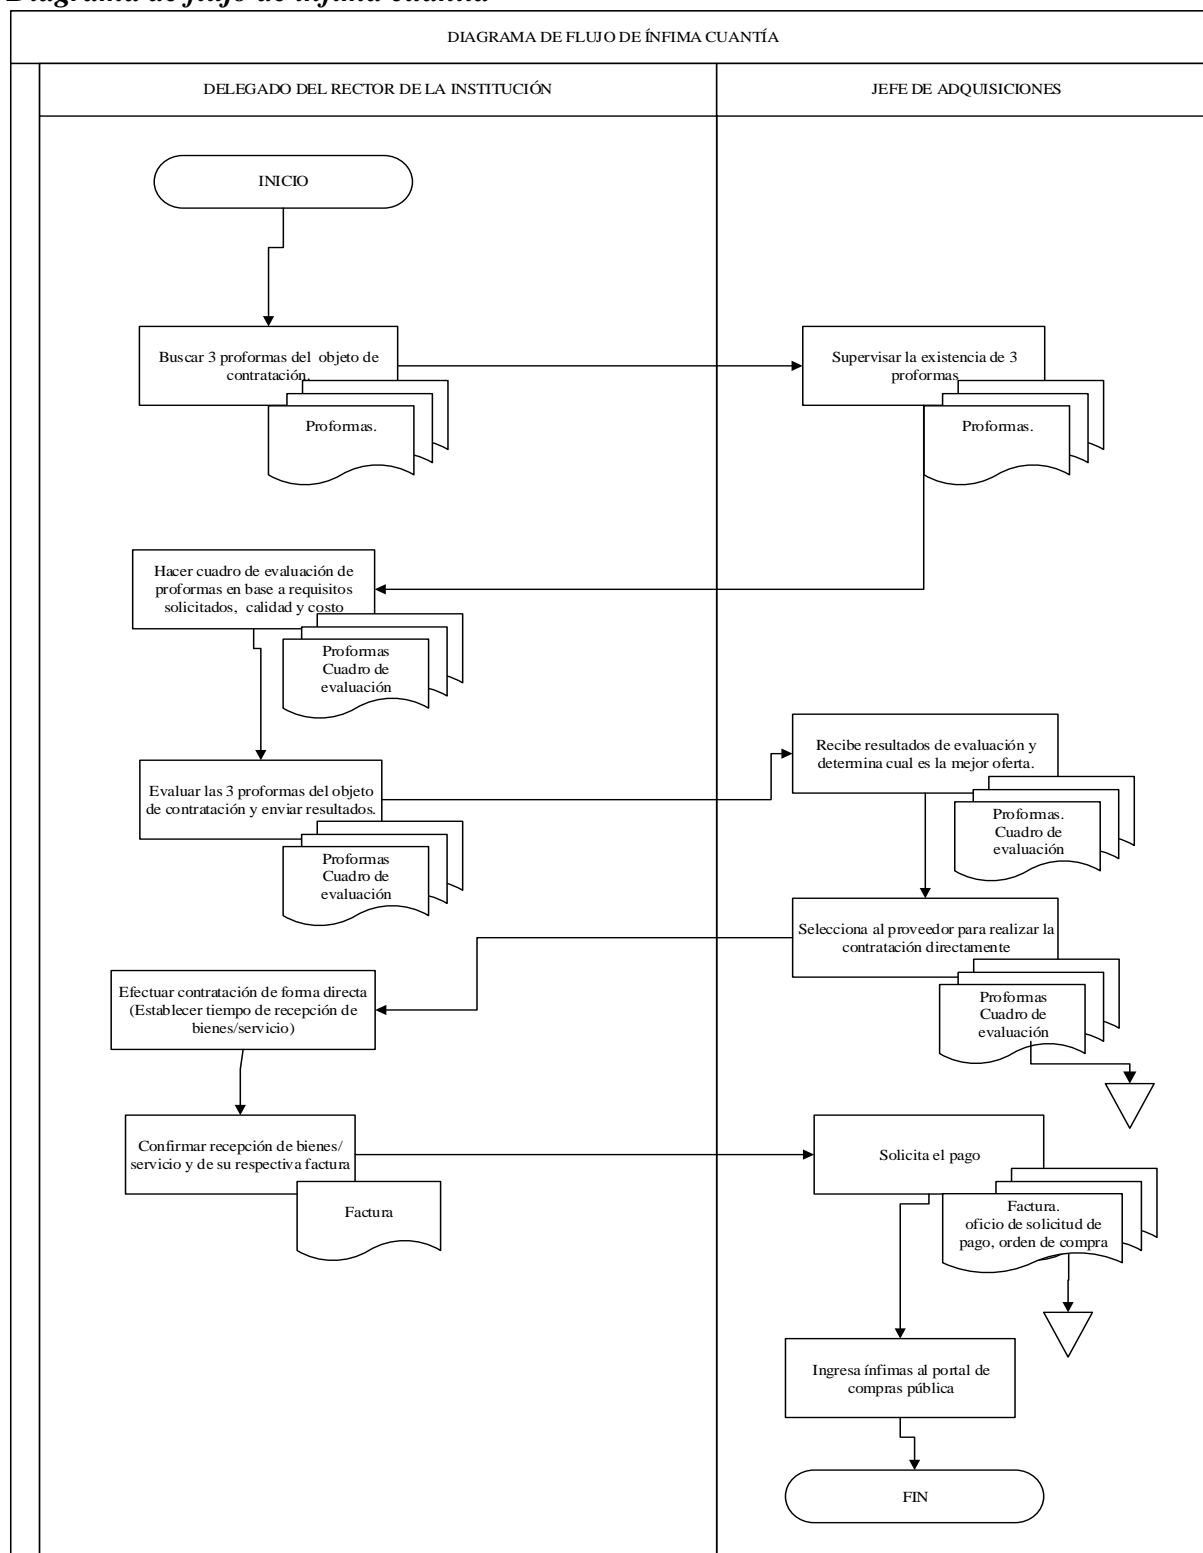 Diagrama de flujo de ínfima cuantía
DIAGRAMA DE FLUJO DE ÍNFIMA CUANTÍA
DELEGADO DEL RECTOR DE LA INSTITUCIÓN
JEFE DE ADQUISICIONES
INICIO
Buscar 3 proformas del objeto de
contratación.
Proformas.
Supervisar la existencia de 3
proformas
Proformas.
Hacer cuadro de evaluación de
proformas en base a requisitos
solicitados, calidad y costo
Proformas
Cuadro de
evaluación
Recibe resultados de evaluación y
determina cual es la mejor oferta.
Proformas.
Cuadro de
evaluación
Evaluar las 3 proformas del objeto
de contratación y enviar resultados.
Proformas
Cuadro de
evaluación
Selecciona al proveedor para realizar la
contratación directamente
Proformas
Cuadro de
evaluación
Efectuar contratación de forma directa
(Establecer tiempo de recepción de
bienes/servicio)
Confirmar recepción de bienes/
servicio y de su respectiva factura
Factura
Solicita el pago
Factura.
oficio de solicitud de
pago, orden de compra
Ingresa ínfimas al portal de
compras pública
FIN